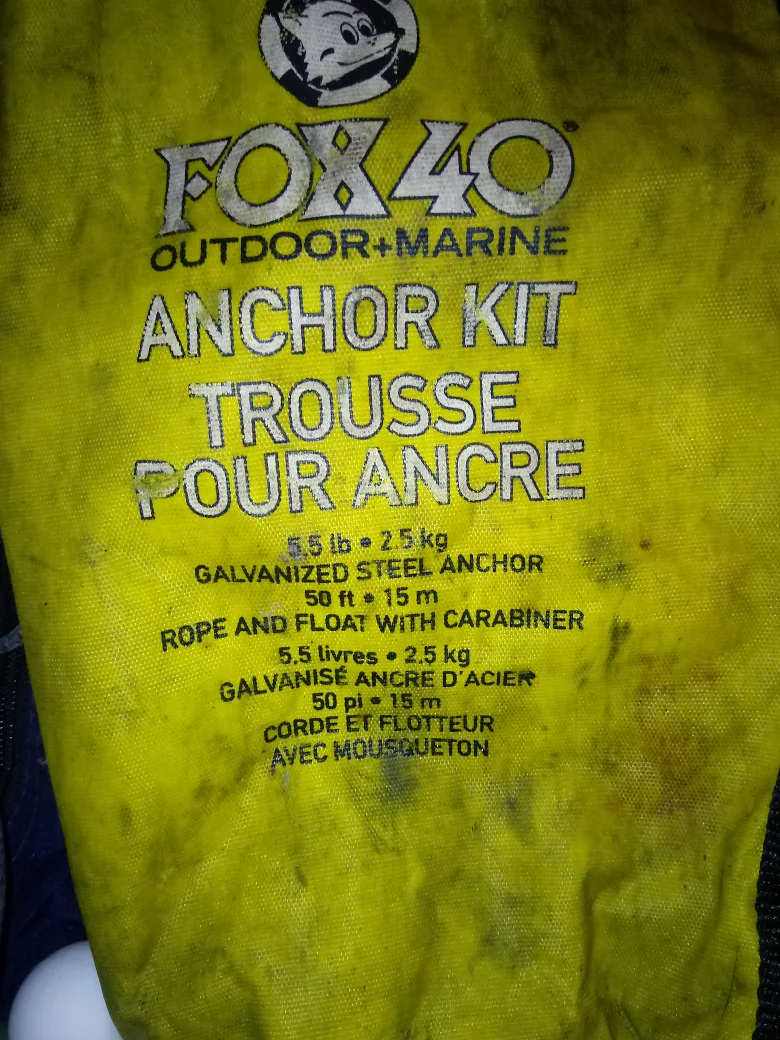 FOX 40
OUTDOOR+MARINE
ANCHOR KIT
TROUSSE
POUR ANCRE
5.5 lb • 2.5 kg
GALVANIZED STEEL ANCHOR
50 ft • 15 m
ROPE AND FLOAT WITH CARABINER
5.5 livres • 2.5 kg
GALVANISÉ ANCRE D'ACIER
50 pi • 15 m
CORDE ET FLOTTEUR
AVEC MOUSQUETON